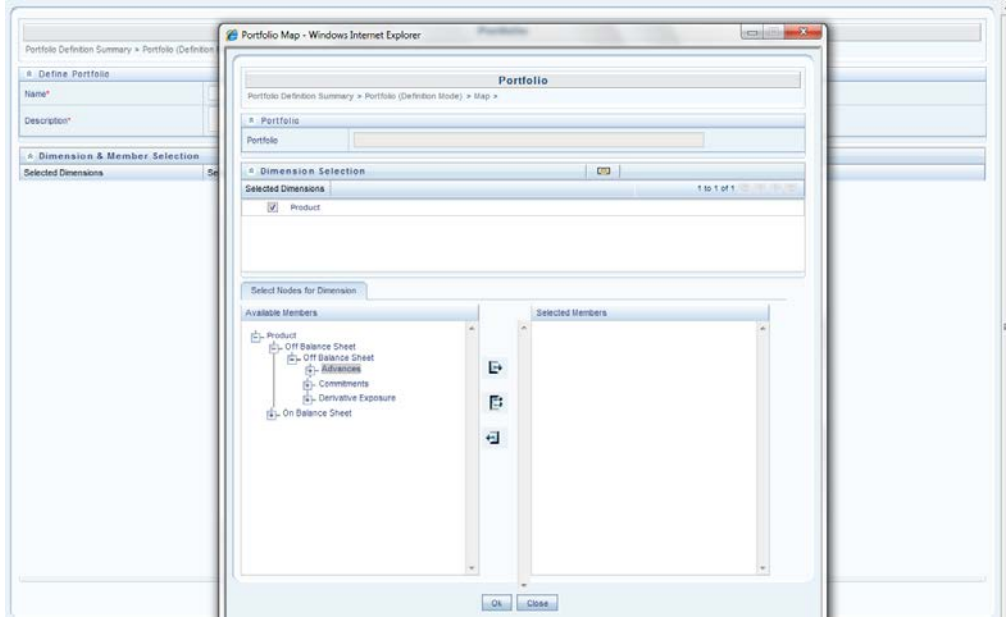 Portfolio Map - Windows Internet Explorer
Portfolio
Portfolio Definition Summary » Portfolio (Definition
Define Portfolio
Name*
Description*
Dimension & Member Selection
Selected Dimensions Se
Portfolio
Portfolio Definition Summary » Portfolio (Definition Mode) » Map »
Portfolio
Portfolio
Dimension Selection
Selected Dimensions 1 to 1 of 1
Product
Select Nodes for Dimension
Available Members Selected Members
Product
Off Balance Sheet
Off Balance Sheet
Advances
Commitments
Derivative Exposure
On Balance Sheet
Ok Close